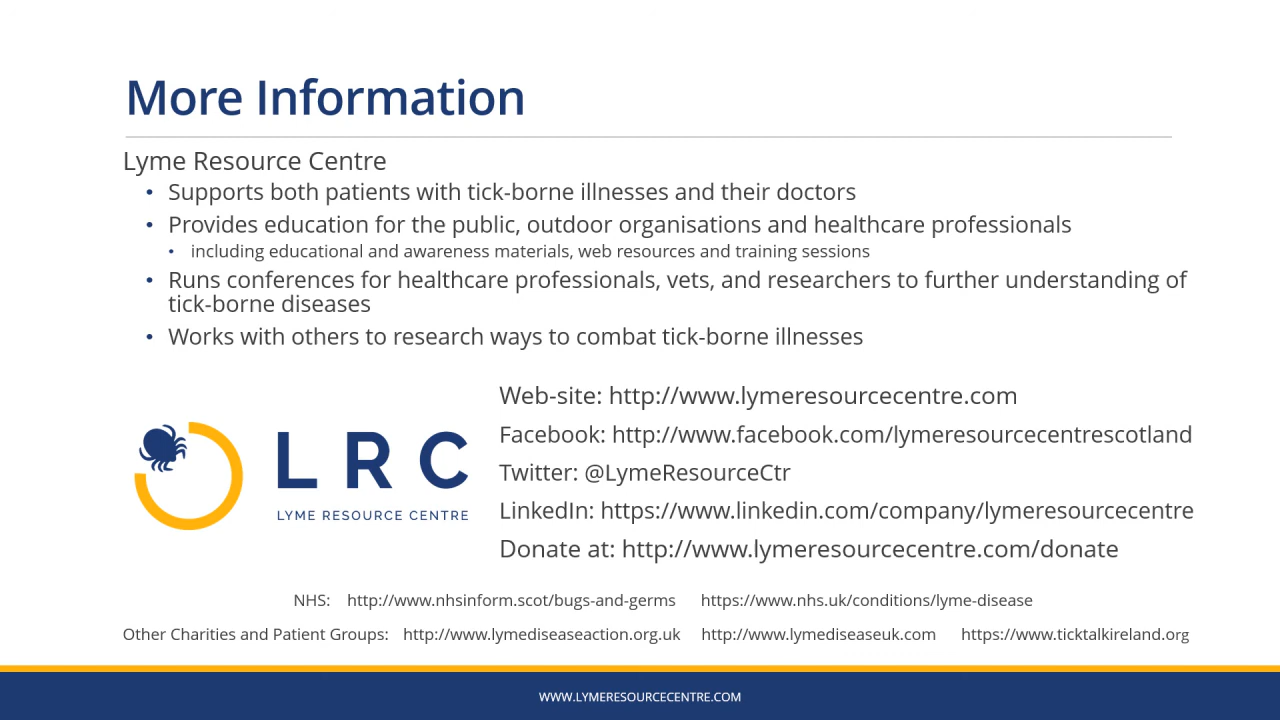 More Information
Lyme Resource Centre
• Supports both patients with tick-borne illnesses and their doctors
• Provides education for the public, outdoor organisations and healthcare professionals
• including educational and awareness materials, web resources and training sessions
• Runs conferences for healthcare professionals, vets, and researchers to further understanding of
tick-borne diseases
• Works with others to research ways to combat tick-borne illnesses
LRC
LYME RESOURCE CENTRE
Web-site: http://www.lymeresourcecentre.com
Facebook: http://www.facebook.com/lymeresourcecentrescotland
Twitter: @LymeResourceCtr
LinkedIn: https://www.linkedin.com/company/lymeresourcecentre
Donate at: http://www.lymeresourcecentre.com/donate
NHS: http://www.nhsinform.scot/bugs-and-germs https://www.nhs.uk/conditions/lyme-disease
Other Charities and Patient Groups: http://www.lymediseaseaction.org.uk http://www.lymediseaseuk.com https://www.ticktalkireland.org
WWW.LYMERESOURCECENTRE.COM